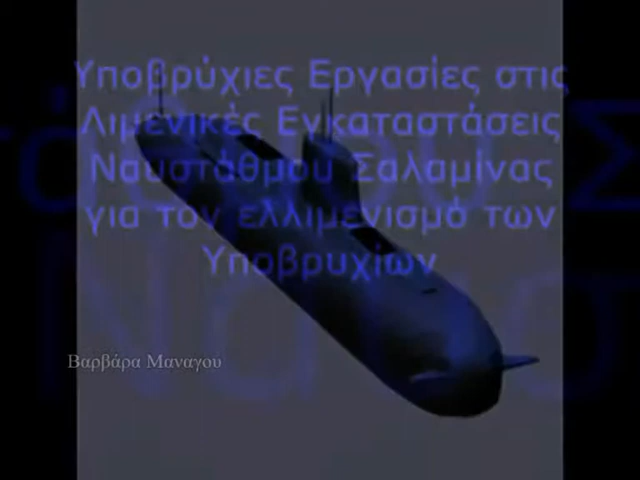 Υποβρύχιες Εργασίες στις
Λιμενικές Εγκαταστάσεις
Ναυστάθμου Σαλαμίνας
για τον ελλιμενισμό των
Υποβρυχίων
Βαρβάρα Μαναγου